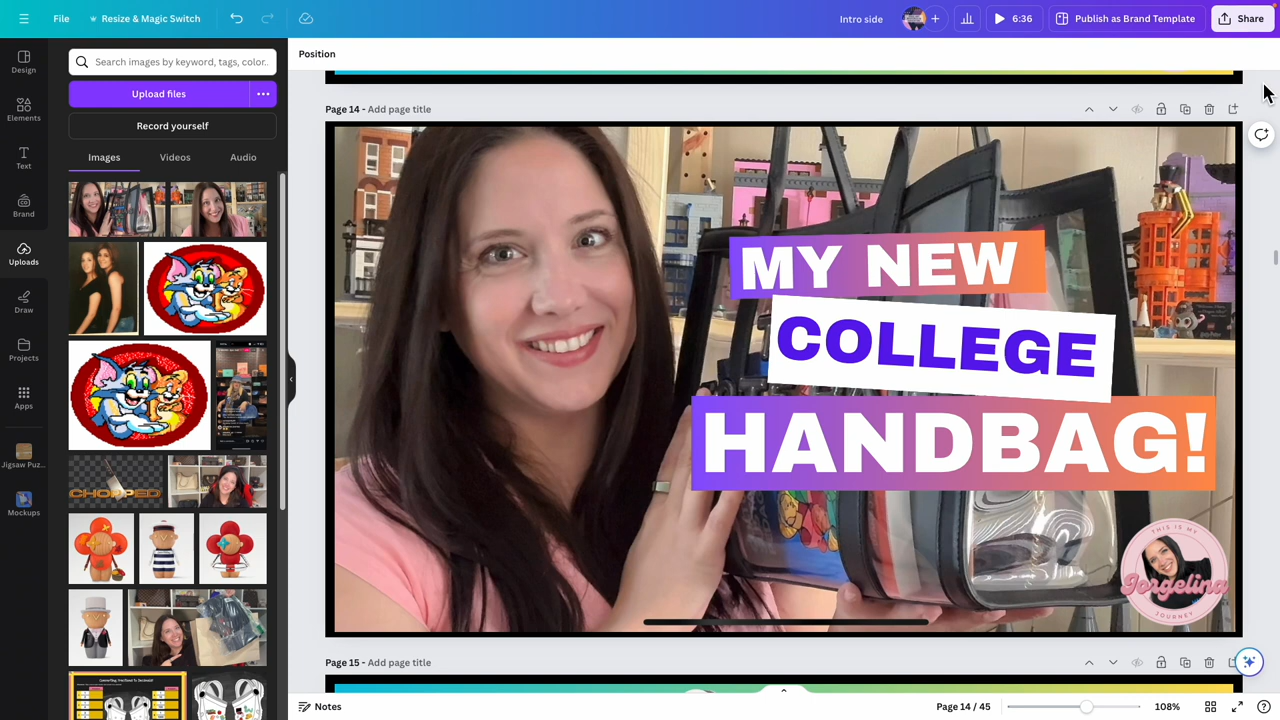 File
Resize & Magic Switch
Intro side
6:36
Publish as Brand Template
Share
Design
Elements
Text
Brand
Uploads
Draw
Projects
Apps
Jigsaw Puz...
Mockups
Search images by keyword, tags, color..
Upload files
Record yourself
Images
Videos
Audio
CHOPPED
Position
Page 14 - Add page title
MY NEW
COLLEGE
HANDBAG!
THIS IS MY
Jorgelina
JOURNEY
Page 15 - Add page title
Notes
Page 14 / 45
108%